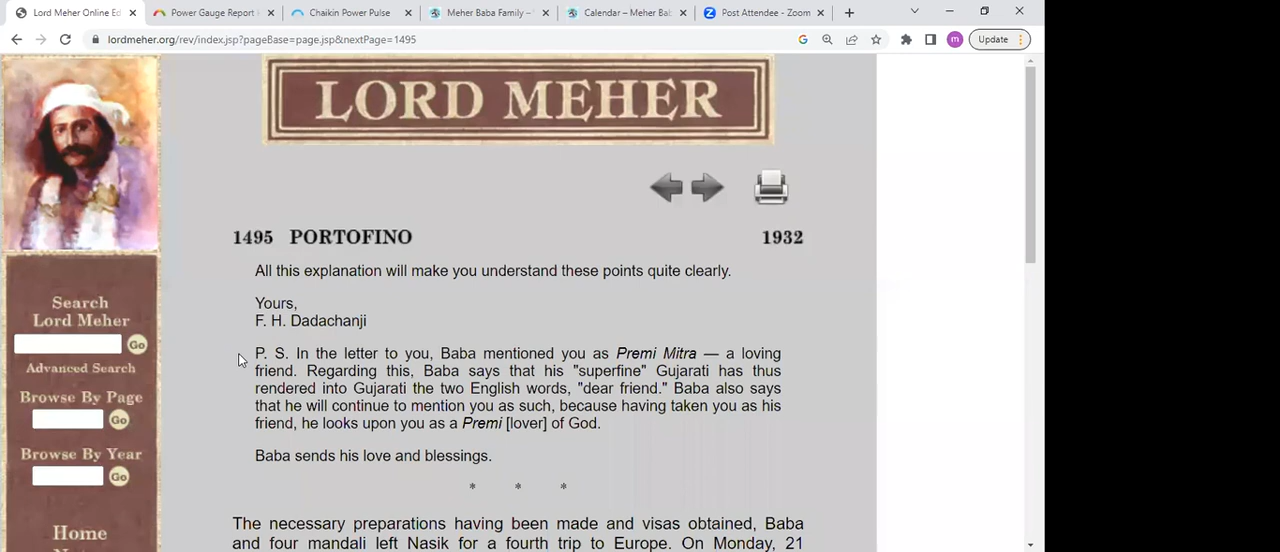 Lord Meher Online Ed
Power Gauge Report
Chaikin Power Pulse
Meher Baba Family –
Calendar – Meher Bab
Post Attendee - Zoom
lordmeher.org/rev/index.jsp?pageBase=page.jsp&nextPage=1495
m
Update
LORD MEHER
1495 PORTOFINO 1932
All this explanation will make you understand these points quite clearly.
Yours,
F. H. Dadachanji
P. S. In the letter to you, Baba mentioned you as Premi Mitra — a loving
friend. Regarding this, Baba says that his "superfine" Gujarati has thus
rendered into Gujarati the two English words, "dear friend." Baba also says
that he will continue to mention you as such, because having taken you as his
friend, he looks upon you as a Premi [lover] of God.
Baba sends his love and blessings.
* * *
The necessary preparations having been made and visas obtained, Baba
and four mandali left Nasik for a fourth trip to Europe. On Monday, 21
Search
Lord Meher
Go
Advanced Search
Browse By Page
Go
Browse By Year
Go
Home